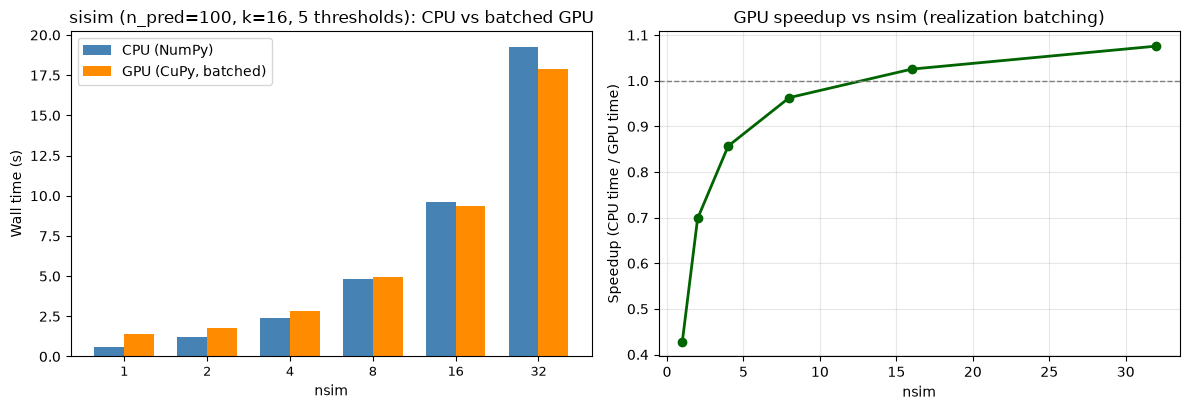 sisim (n_pred=100, k=16, 5 thresholds): CPU vs batched GPU
CPU (NumPy)
GPU (CuPy, batched)
Wall time (s)
20.0
17.5
15.0
12.5
10.0
7.5
5.0
2.5
0.0
1 2 4 8 16 32
nsim
GPU speedup vs nsim (realization batching)
Speedup (CPU time / GPU time)
1.1
1.0
0.9
0.8
0.7
0.6
0.5
0.4
0 5 10 15 20 25 30
nsim